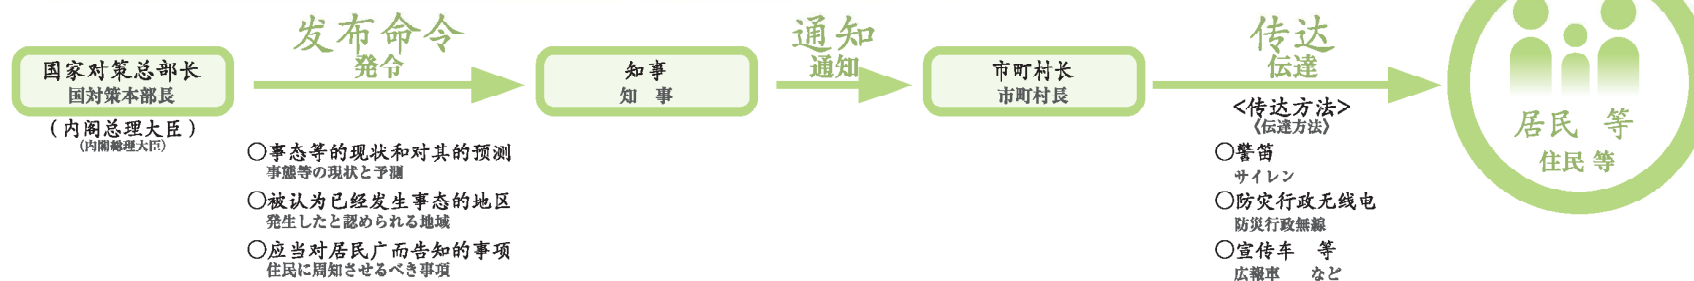 国家对策总部长
国対策本部長
（内阁总理大臣）
（内閣総理大臣）
发布命令
発令
〇事态等的现状和对其的预测
事態等の現状と予測
〇被认为已经发生事态的地区
発生したと認められる地域
〇应当对居民广而告知的事项
住民に周知させるべき事項
知事
知　事
通知
通知
市町村长
市町村長
传达
伝達
<传达方法>
〈伝達方法〉
〇警笛
サイレン
〇防灾行政无线电
防災行政無線
〇宣传车　等
広報車　　など
居民　等
住民 等